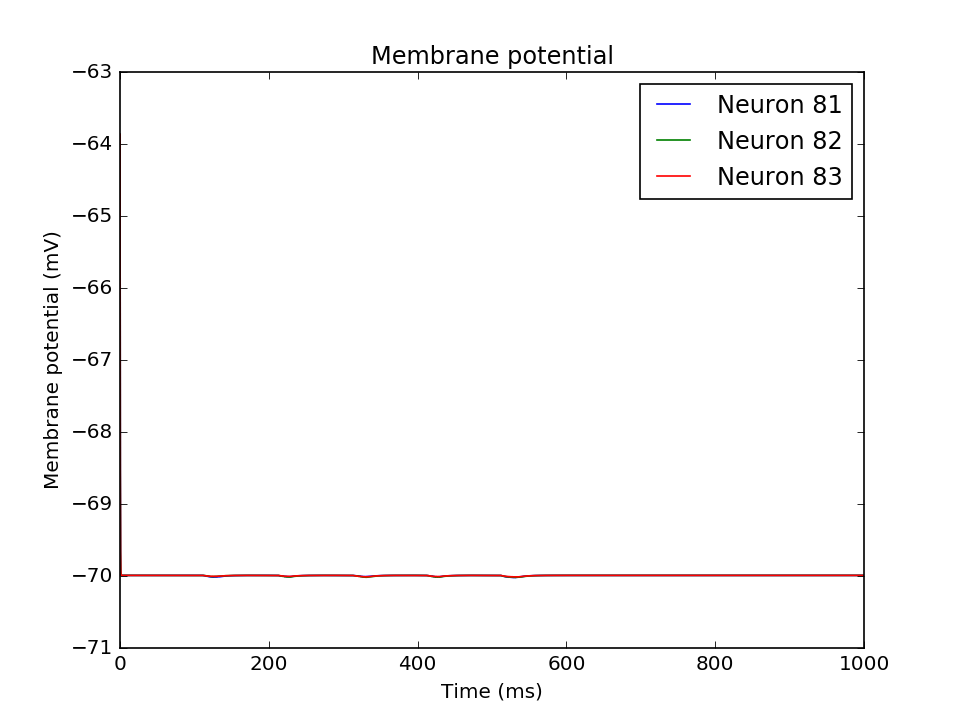 Membrane potential
−63
−64
−65
−66
−67
−68
−69
−70
−71
Membrane potential (mV)
Neuron 81
Neuron 82
Neuron 83
0 200 400 600 800 1000
Time (ms)